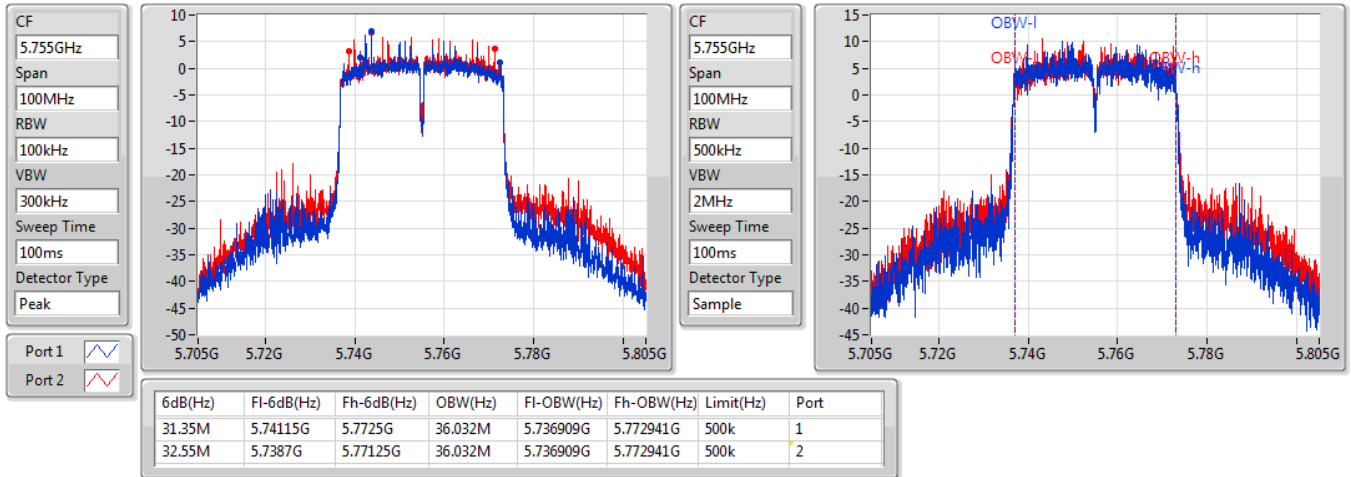 CF
5.755GHz
Span
100MHz
RBW
100kHz
VBW
300kHz
Sweep Time
100ms
Detector Type
Peak
Port 1
Port 2
10
5
0
-5
-10
-15
-20
-25
-30
-35
-40
-45
-50
5.705G 5.72G 5.74G 5.76G 5.78G 5.805G
CF
5.755GHz
Span
100MHz
RBW
500kHz
VBW
2MHz
Sweep Time
100ms
Detector Type
Sample
15
10
5
0
-5
-10
-15
-20
-25
-30
-35
-40
-45
OBW-l
OBW-l OBW-h
OBW-h
5.705G 5.72G 5.74G 5.76G 5.78G 5.805G
6dB(Hz) Fl-6dB(Hz) Fh-6dB(Hz) OBW(Hz) Fl-OBW(Hz) Fh-OBW(Hz) Limit(Hz) Port
31.35M 5.74115G 5.7725G 36.032M 5.736909G 5.772941G 500k 1
32.55M 5.7387G 5.77125G 36.032M 5.736909G 5.772941G 500k 2